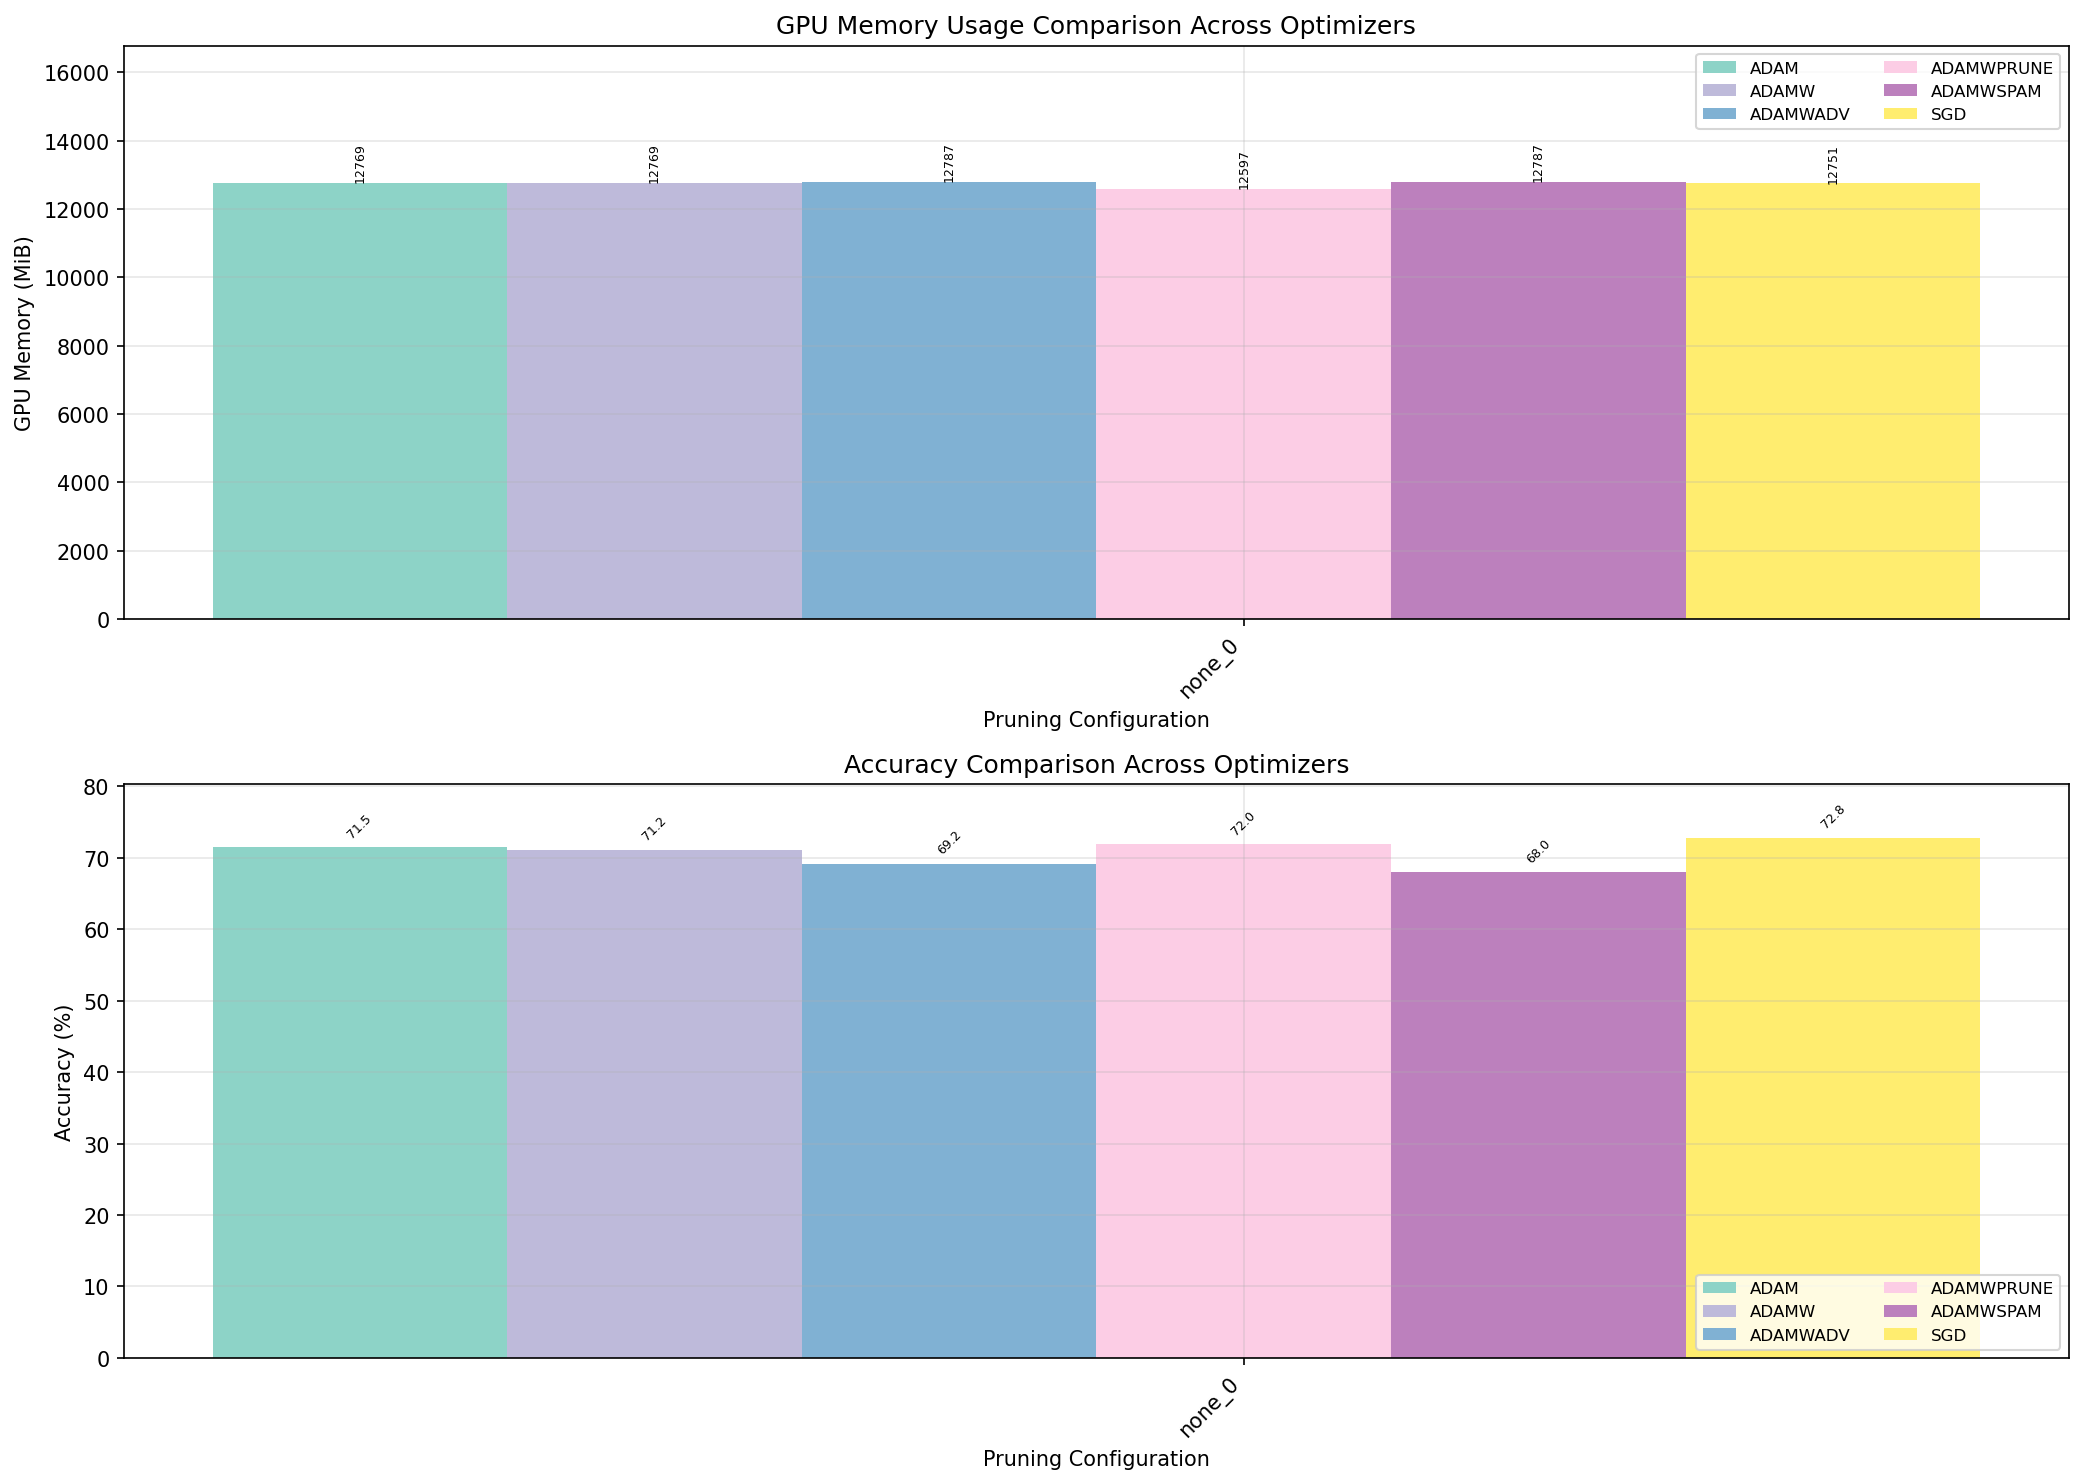 GPU Memory Usage Comparison Across Optimizers
GPU Memory (MiB)
16000
14000
12000
10000
8000
6000
4000
2000
0
12769
12769
12787
12597
12787
12751
ADAM
ADAMW
ADAMWADV
ADAMWPRUNE
ADAMWSPAM
SGD
none_0
Pruning Configuration
Accuracy Comparison Across Optimizers
Accuracy (%)
80
70
60
50
40
30
20
10
0
71.5
71.2
69.2
72.0
68.0
72.8
ADAM
ADAMW
ADAMWADV
ADAMWPRUNE
ADAMWSPAM
SGD
none_0
Pruning Configuration